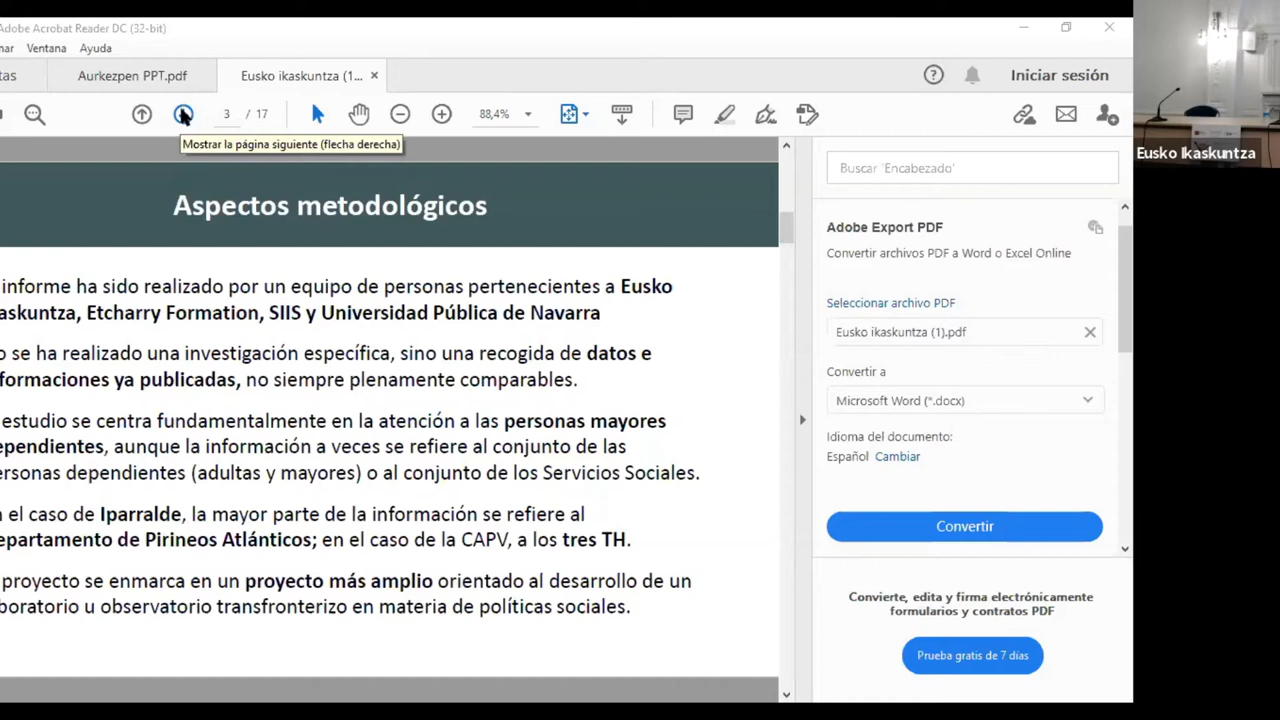 Adobe Acrobat Reader DC (32-bit)
Ventana Ayuda
Aurkezpen PPT.pdf
Eusko ikaskuntza (1...
Iniciar sesión
3 / 17
88,4%
Mostrar la página siguiente (flecha derecha)
Eusko Ikaskuntza
Buscar 'Encabezado'
Aspectos metodológicos
informe ha sido realizado por un equipo de personas pertenecientes a Eusko
askuntza, Etcharry Formation, SIIS y Universidad Pública de Navarra
o se ha realizado una investigación específica, sino una recogida de datos e
formaciones ya publicadas, no siempre plenamente comparables.
estudio se centra fundamentalmente en la atención a las personas mayores
ependientes, aunque la información a veces se refiere al conjunto de las
ersonas dependientes (adultas y mayores) o al conjunto de los Servicios Sociales.
n el caso de Iparralde, la mayor parte de la información se refiere al
epartamento de Pirineos Atlánticos; en el caso de la CAPV, a los tres TH.
proyecto se enmarca en un proyecto más amplio orientado al desarrollo de un
boratorio u observatorio transfronterizo en materia de políticas sociales.
Adobe Export PDF
Convertir archivos PDF a Word o Excel Online
Seleccionar archivo PDF
Eusko ikaskuntza (1).pdf
Convertir a
Microsoft Word (*.docx)
Idioma del documento:
Español Cambiar
Convertir
Convierte, edita y firma electrónicamente
formularios y contratos PDF
Prueba gratis de 7 días